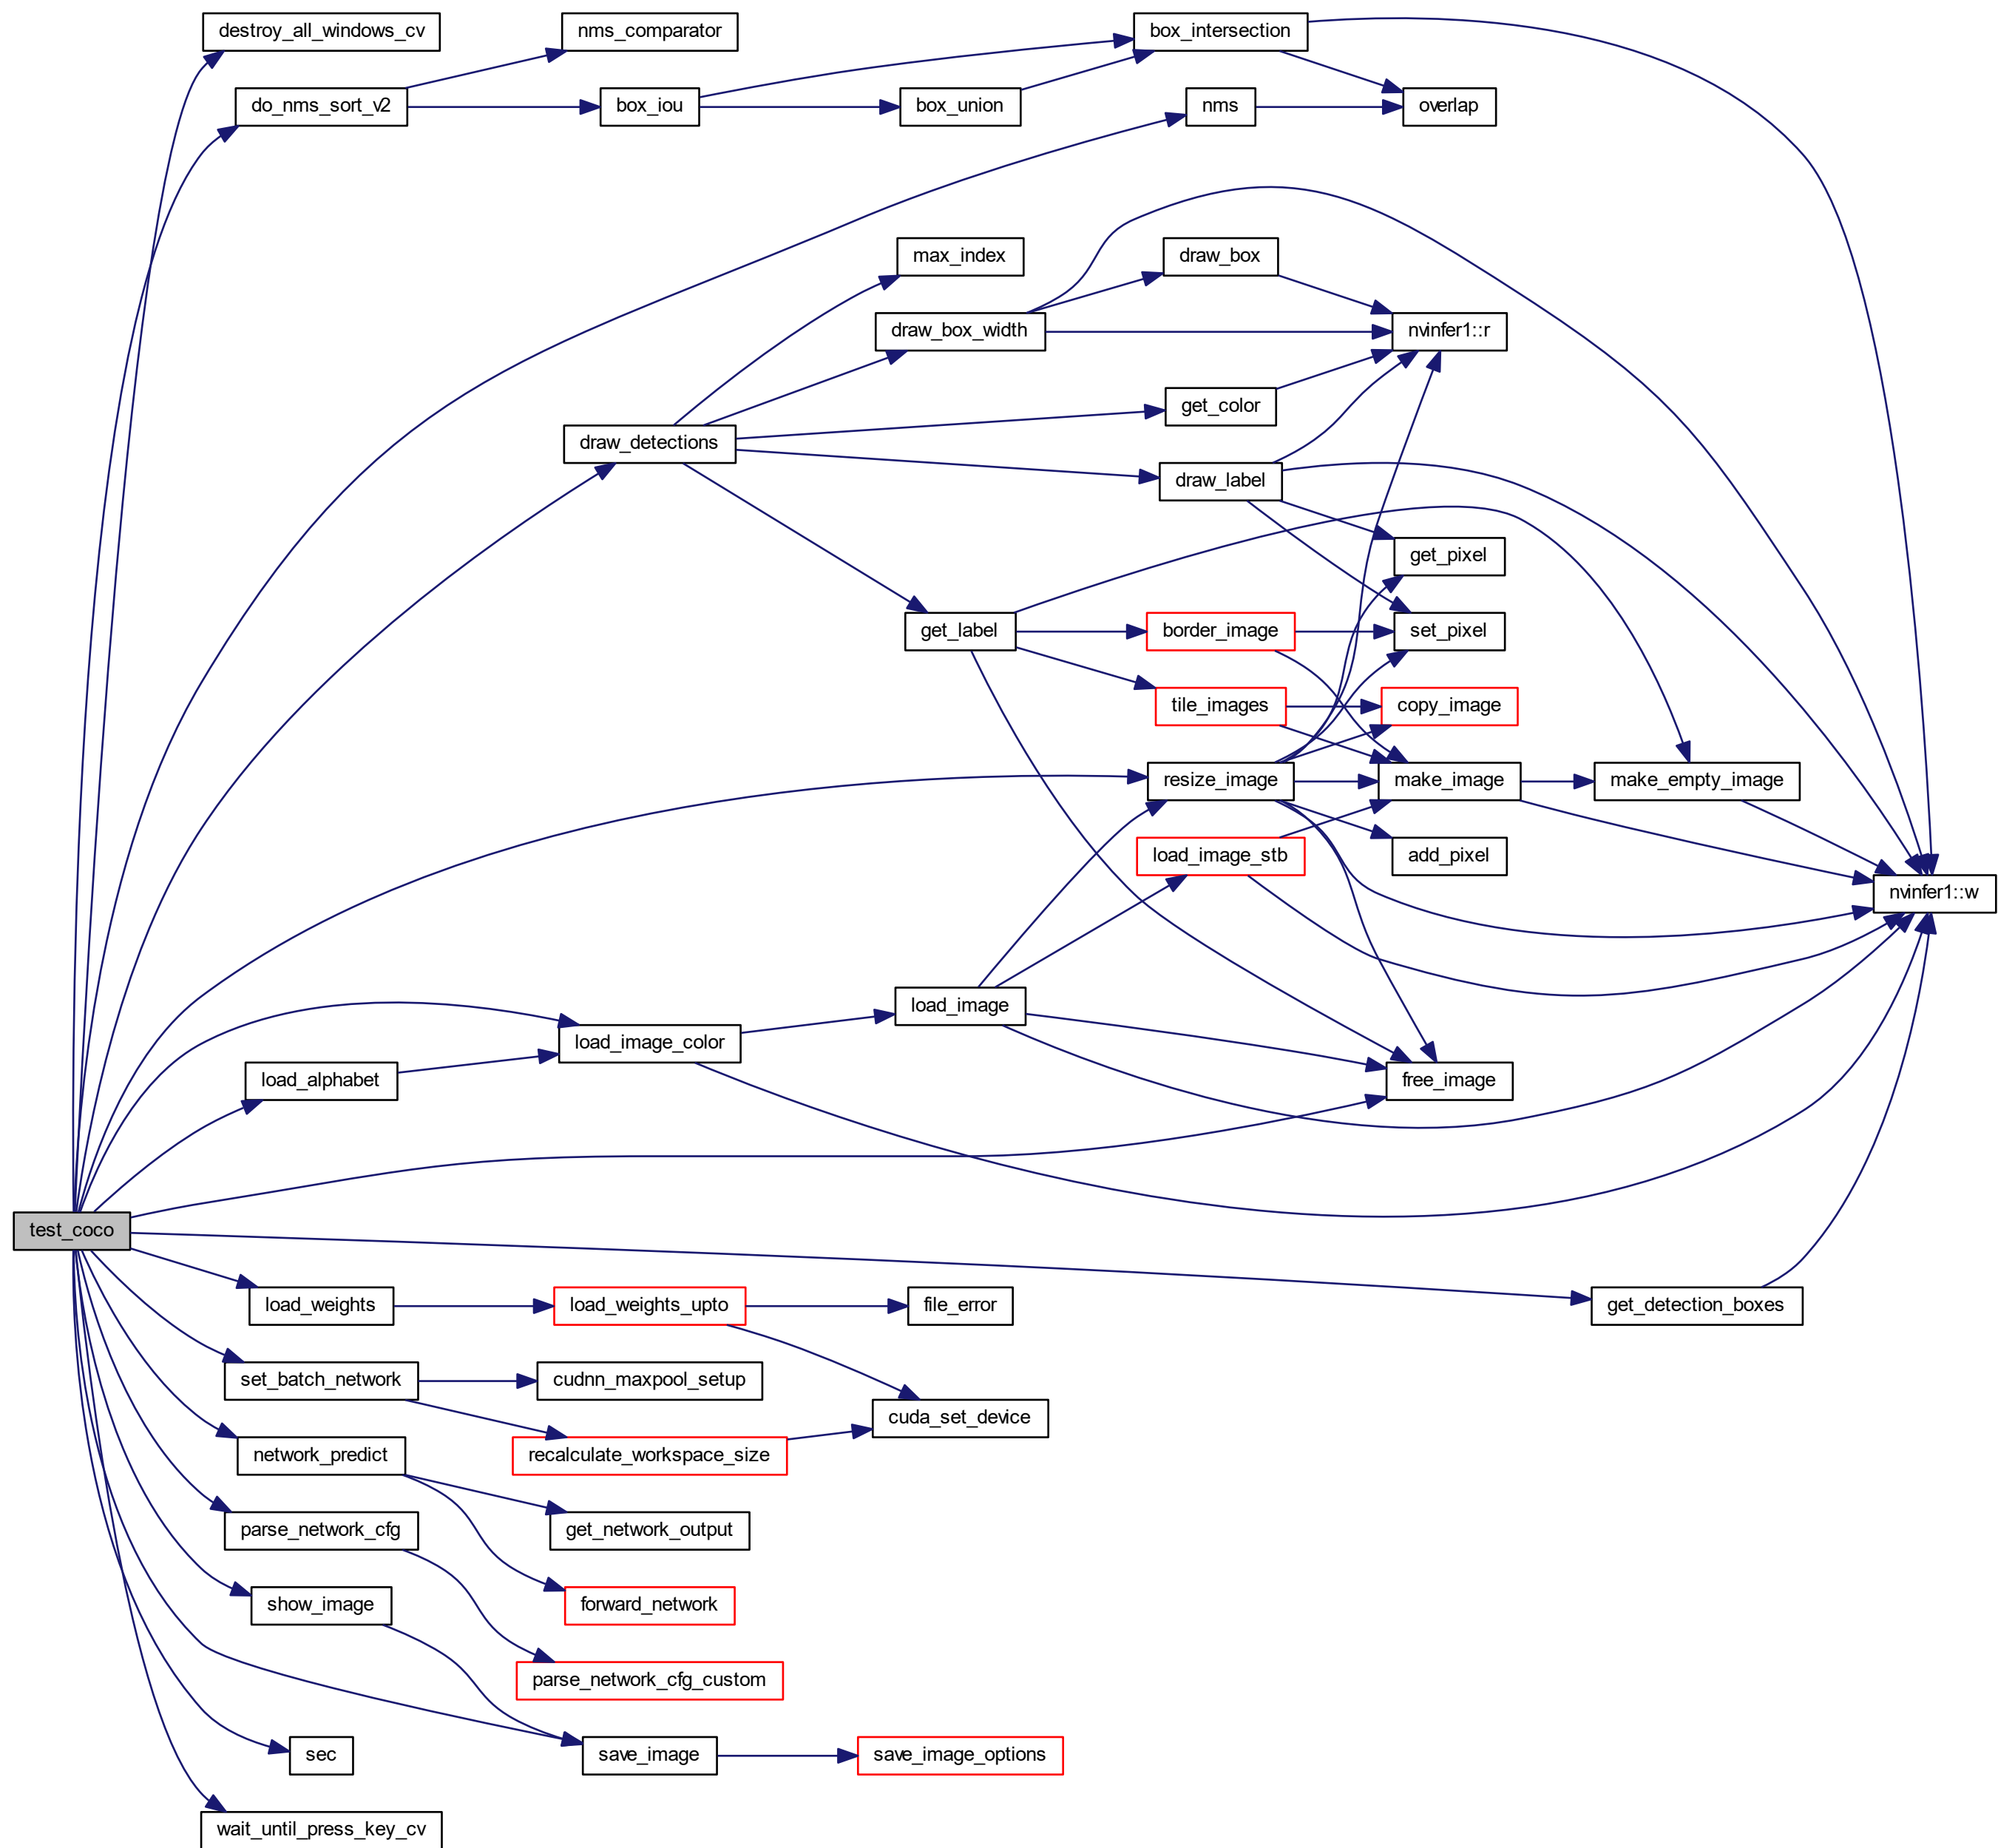 destroy_all_windows_cv
nms_comparator
box_intersection
do_nms_sort_v2
box_iou
box_union
nms
overlap
max_index
draw_box
draw_box_width
nvinfer1::r
get_color
draw_detections
draw_label
get_pixel
get_label
border_image
set_pixel
tile_images
copy_image
resize_image
make_image
make_empty_image
load_image_stb
add_pixel
nvinfer1::w
load_image
load_image_color
load_alphabet
free_image
test_coco
load_weights
load_weights_upto
file_error
get_detection_boxes
set_batch_network
cudnn_maxpool_setup
cuda_set_device
network_predict
recalculate_workspace_size
parse_network_cfg
get_network_output
show_image
forward_network
parse_network_cfg_custom
sec
save_image
save_image_options
wait_until_press_key_cv